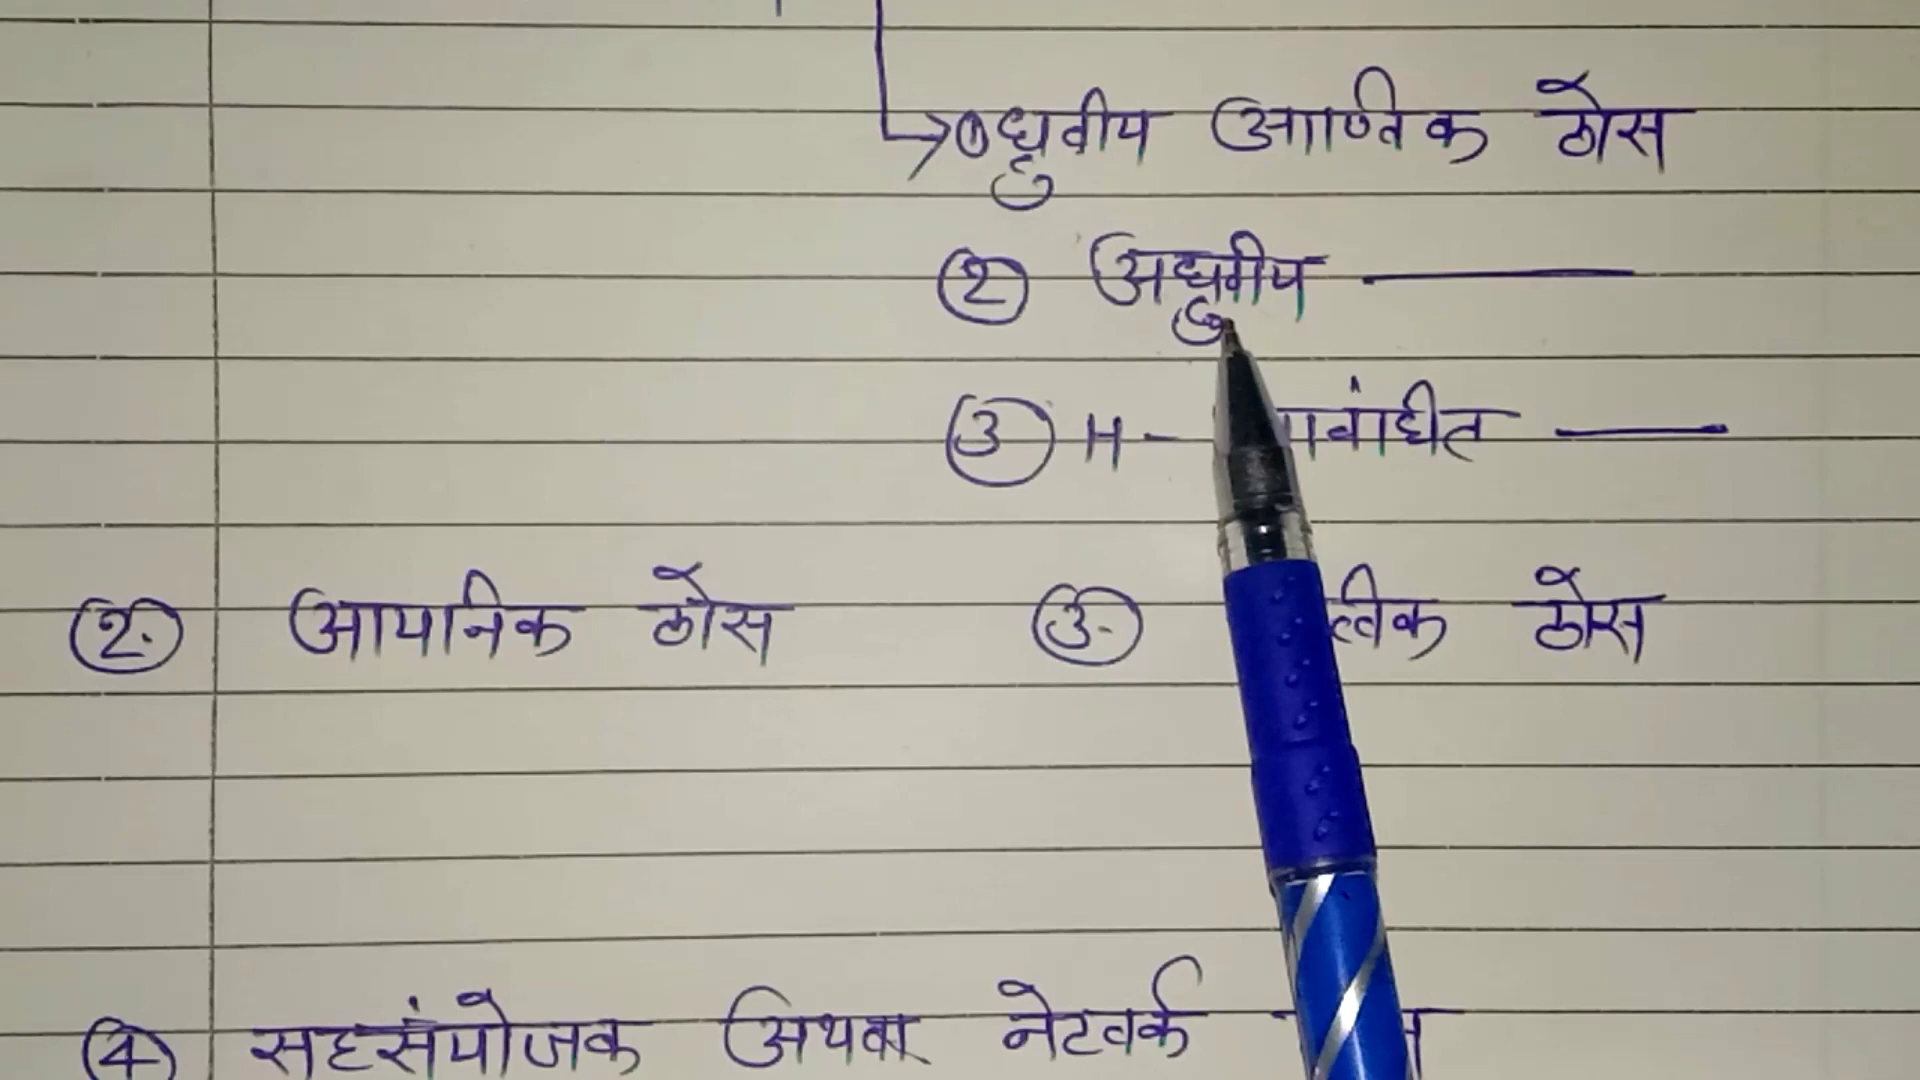 →① ध्रुवीय आण्विक ठोस
② अध्रुवीय ———
③ H - ———
②. आयनिक ठोस ③. ठोस
④ सहसंयोजक अथवा नेटवर्क